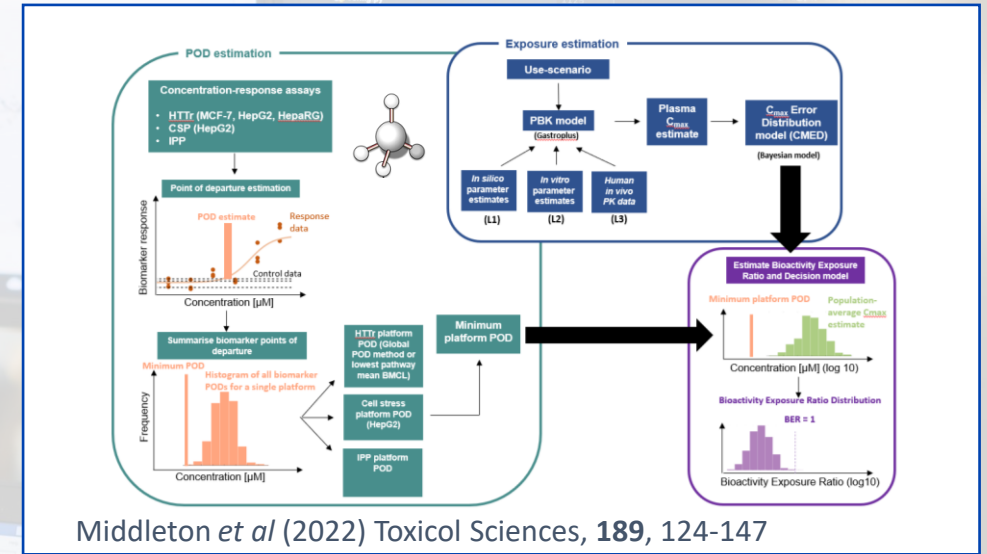 POD estimation
Concentration-response assays
• HTTr (MCF-7, HepG2, HepaRG)
• CSP (HepG2)
• IPP
Point of departure estimation
POD estimate
Response
data
Control data
Biomarker response
Concentration [µM]
Summarise biomarker points of
departure
Minimum POD
Histogram of all biomarker
PODs for a single platform
Frequency
Concentration [µM]
HTTr platform
POD (Global
POD method or
lowest pathway
mean BMCL)
Cell stress
platform POD
(HepG2)
IPP platform
POD
Minimum
platform POD
Exposure estimation
Use-scenario
PBK model
(Gastroplus)
Plasma
Cmax
estimate
Cmax Error
Distribution
model (CMED)
(Bayesian model)
In silico
parameter
estimates
(L1)
In vitro
parameter
estimates
(L2)
Human
in vivo
PK data
(L3)
Estimate Bioactivity Exposure
Ratio and Decision model
Minimum platform POD
Population-
average Cmax
estimate
Concentration [µM] (log 10)
Bioactivity Exposure Ratio Distribution
BER = 1
Bioactivity Exposure Ratio (log10)
Middleton et al (2022) Toxicol Sciences, 189, 124-147